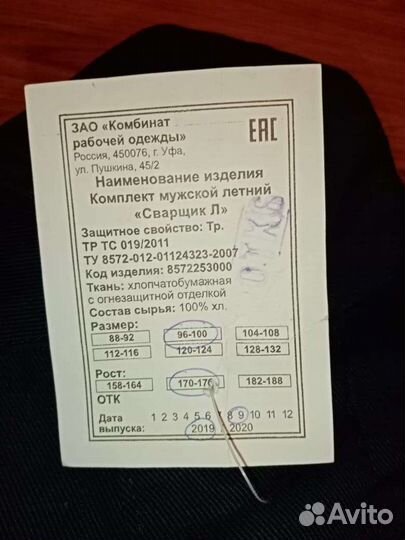 ЗАО «Комбинат
рабочей одежды»
Россия, 450076, г. Уфа,
ул. Пушкина, 45/2
ЕАС
Наименование изделия
Комплект мужской летний
«Сварщик Л»
Защитное свойство: Тр.
ТР ТС 019/2011
ТУ 8572-012-01124323-2007
Код изделия: 8572253000
Ткань: хлопчатобумажная
с огнезащитной отделкой
Состав сырья: 100% хл.
Размер:
88-92 96-100 104-108
112-116 120-124 128-132
Рост:
158-164 170-176 182-188
ОТК
Дата 1 2 3 4 5 6 7 8 9 10 11 12
выпуска: 2019 2020
Avito